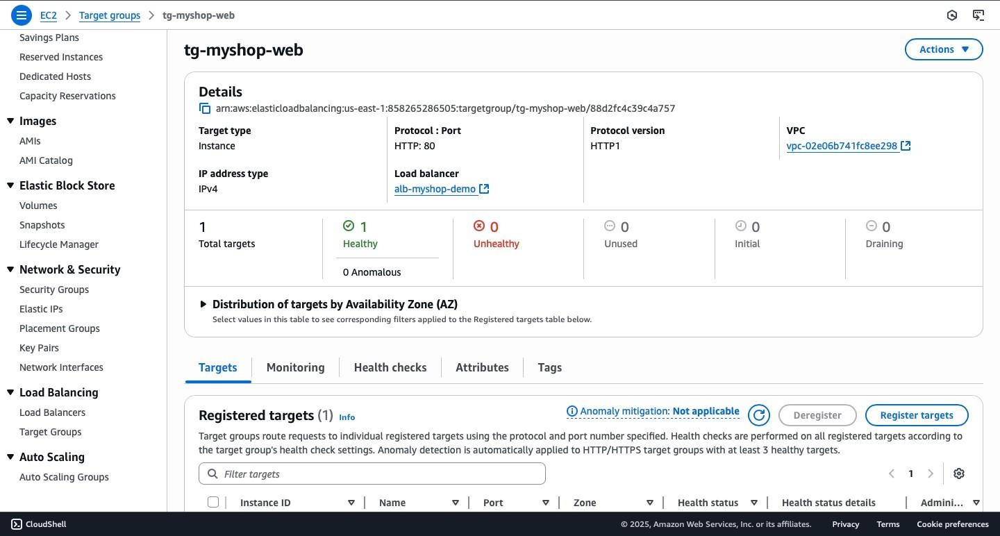 EC2 > Target groups > tg-myshop-web
Savings Plans
Reserved Instances
Dedicated Hosts
Capacity Reservations
Images
AMIs
AMI Catalog
Elastic Block Store
Volumes
Snapshots
Lifecycle Manager
Network & Security
Security Groups
Elastic IPs
Placement Groups
Key Pairs
Network Interfaces
Load Balancing
Load Balancers
Target Groups
Auto Scaling
Auto Scaling Groups
tg-myshop-web
Actions
Details
arn:aws:elasticloadbalancing:us-east-1:858265286505:targetgroup/tg-myshop-web/88d2fc4c39c4a757
Target type
Instance
Protocol : Port
HTTP: 80
Protocol version
HTTP1
VPC
vpc-02e06b741fc8ee298
IP address type
IPv4
Load balancer
alb-myshop-demo
1
Total targets
1
Healthy
0 Anomalous
0
Unhealthy
0
Unused
0
Initial
0
Draining
Distribution of targets by Availability Zone (AZ)
Select values in this table to see corresponding filters applied to the Registered targets table below.
Targets Monitoring Health checks Attributes Tags
Registered targets (1) Info
Anomaly mitigation: Not applicable
Deregister
Register targets
Target groups route requests to individual registered targets using the protocol and port number specified. Health checks are performed on all registered targets according to
the target group's health check settings. Anomaly detection is automatically applied to HTTP/HTTPS target groups with at least 3 healthy targets.
Filter targets
1
Instance ID Name Port Zone Health status Health status details Admini...
CloudShell
© 2025, Amazon Web Services, Inc. or its affiliates. Privacy Terms Cookie preferences